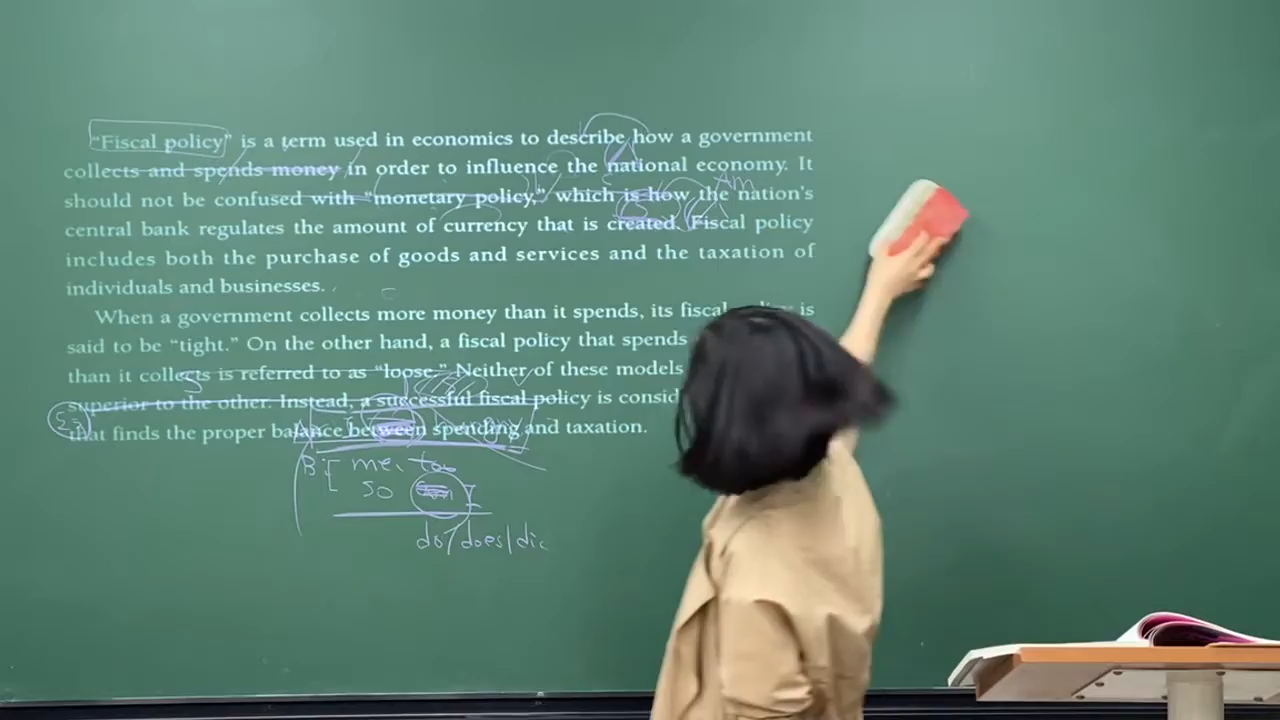 "Fiscal policy" is a term used in economics to describe how a government
collects and spends money in order to influence the national economy. It
should not be confused with "monetary policy," which is how the nation's
central bank regulates the amount of currency that is created. Fiscal policy
includes both the purchase of goods and services and the taxation of
individuals and businesses.
When a government collects more money than it spends, its fiscal is
said to be "tight." On the other hand, a fiscal policy that spends
than it collects is referred to as "loose." Neither of these models
superior to the other. Instead, a successful fiscal policy is consid
that finds the proper balance between spending and taxation.
Am
S
B: me, too
so I
do/does/dic